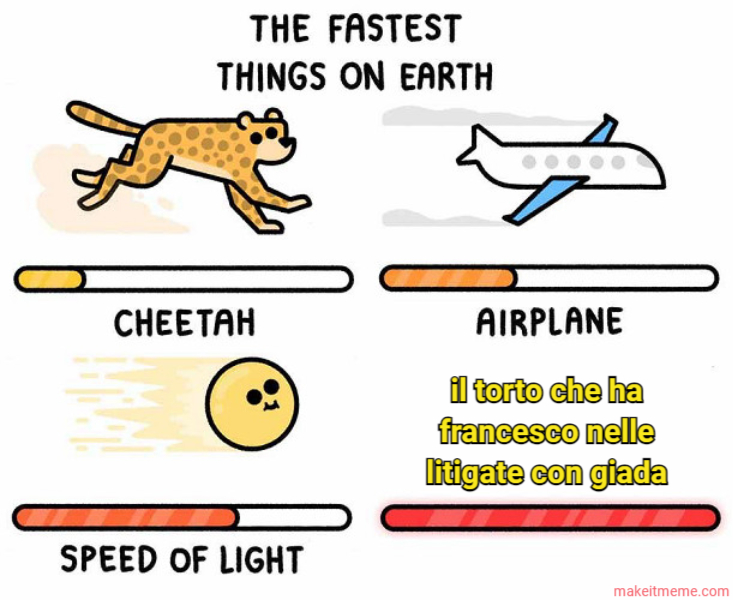 THE FASTEST
THINGS ON EARTH
CHEETAH
AIRPLANE
il torto che ha
francesco nelle
litigate con giada
SPEED OF LIGHT
makeitmeme.com